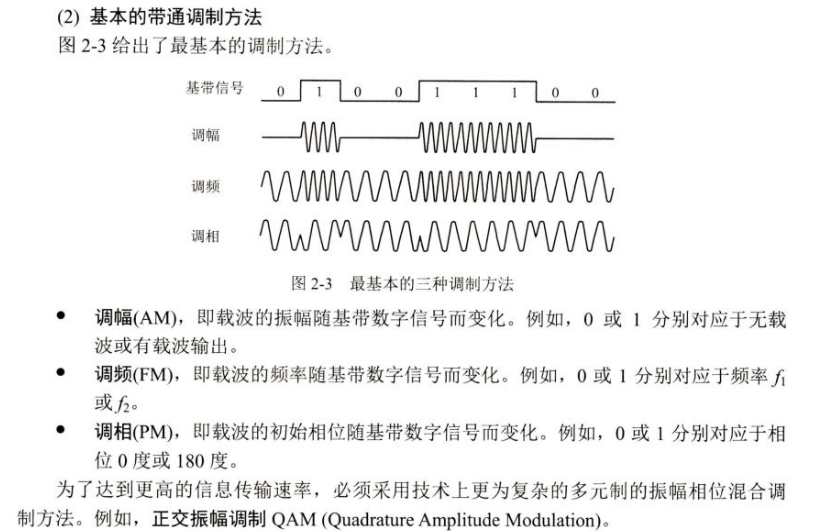 (2) 基本的带通调制方法
图 2-3 给出了最基本的调制方法。
基带信号 0 1 0 0 1 1 1 0 0
调幅
调频
调相
图 2-3 最基本的三种调制方法
● 调幅(AM)，即载波的振幅随基带数字信号而变化。例如，0 或 1 分别对应于无载
波或有载波输出。
● 调频(FM)，即载波的频率随基带数字信号而变化。例如，0 或 1 分别对应于频率 f1
或 f2。
● 调相(PM)，即载波的初始相位随基带数字信号而变化。例如，0 或 1 分别对应于相
位 0 度或 180 度。
为了达到更高的信息传输速率，必须采用技术上更为复杂的多元制的振幅相位混合调
制方法。例如，正交振幅调制 QAM (Quadrature Amplitude Modulation)。